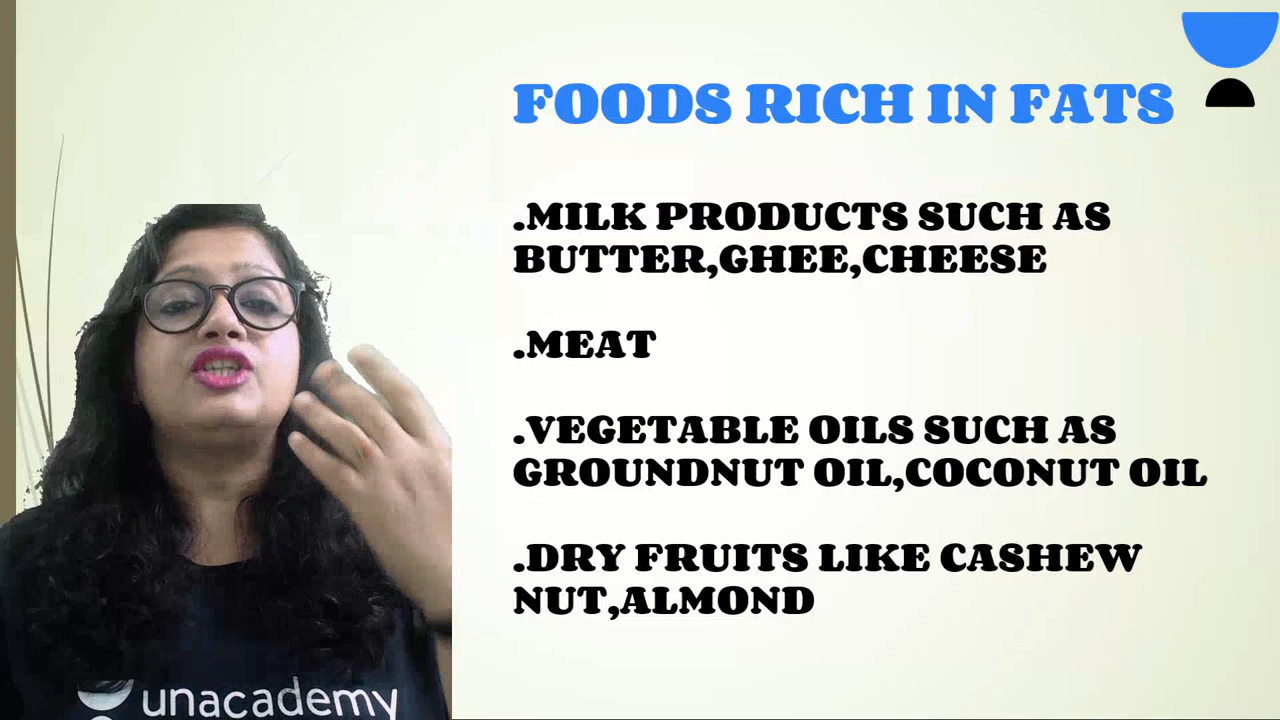 FOODS RICH IN FATS
.MILK PRODUCTS SUCH AS
BUTTER,GHEE,CHEESE
.MEAT
.VEGETABLE OILS SUCH AS
GROUNDNUT OIL,COCONUT OIL
.DRY FRUITS LIKE CASHEW
NUT,ALMOND
unacademy